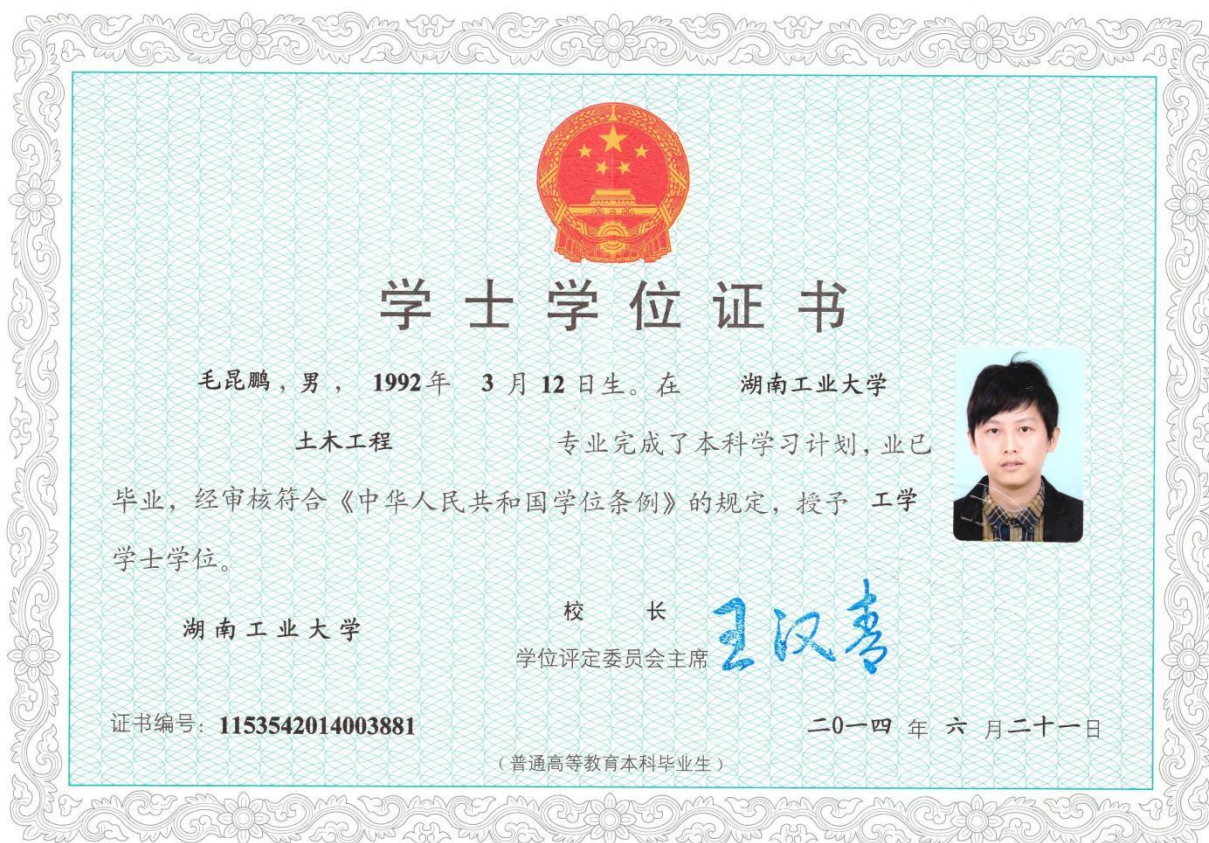 学士学位证书
毛昆鹏，男， 1992年 3 月 12 日生。在 湖南工业大学
土木工程 专业完成了本科学习计划，业已
毕业，经审核符合《中华人民共和国学位条例》的规定，授予 工学
学士学位。
湖南工业大学
校 长
学位评定委员会主席 王汉青
证书编号：1153542014003881
二0一四 年 六 月二十一日
（普通高等教育本科毕业生）